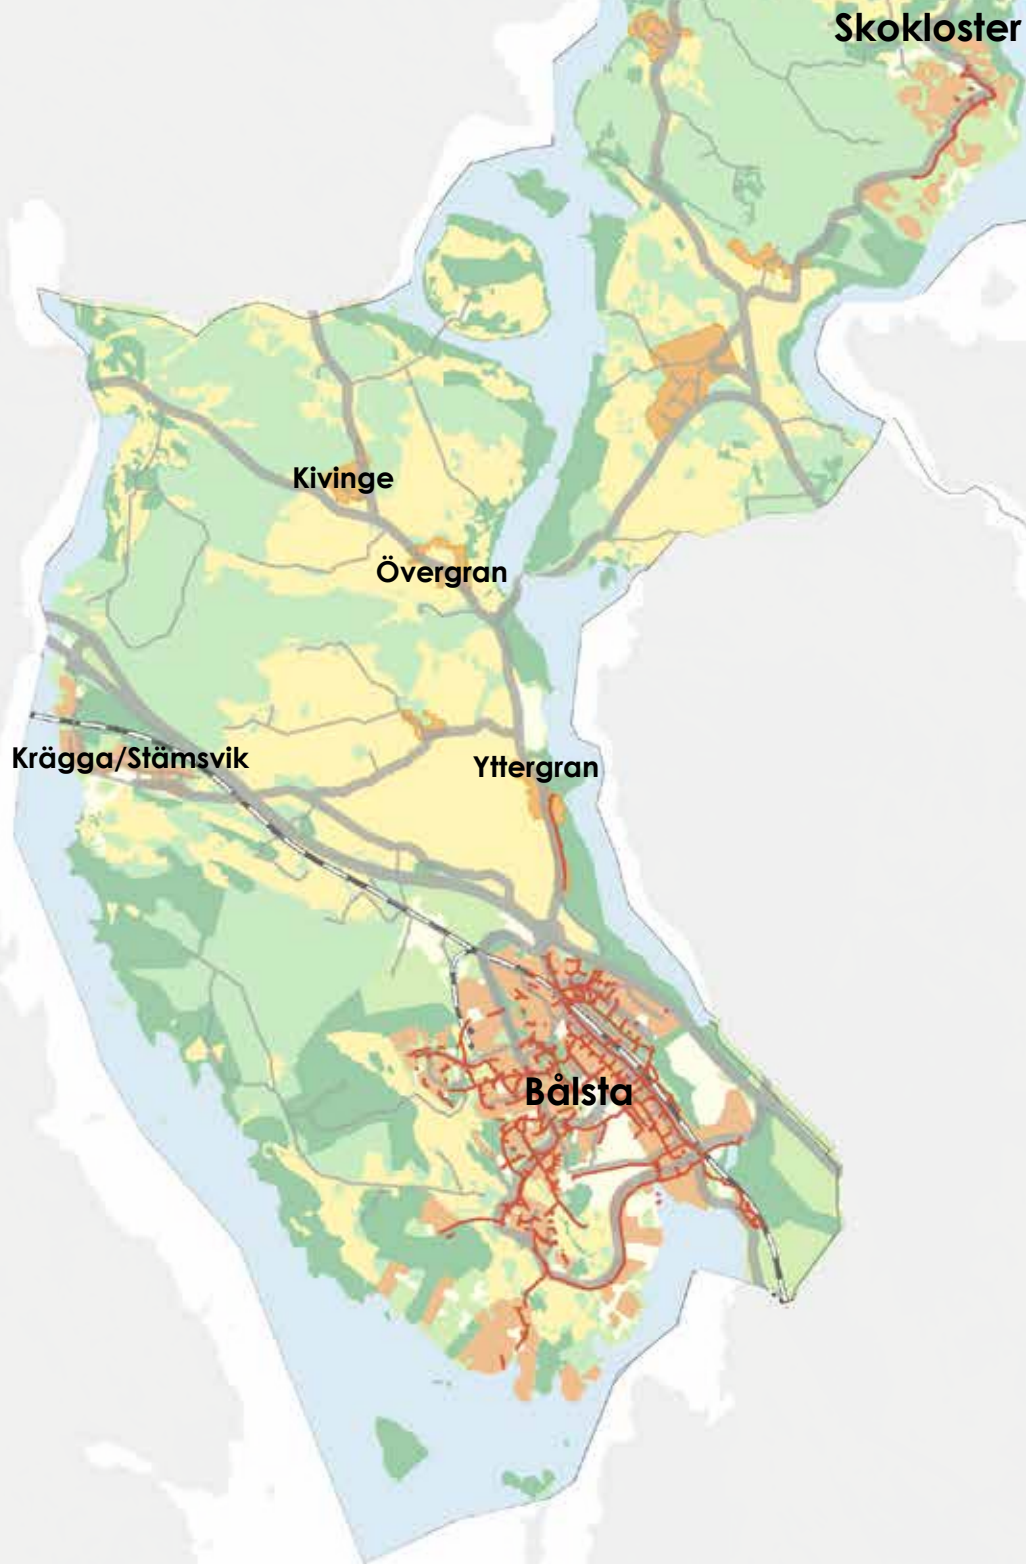 Skokloster
Kivinge
Övergran
Krägga/Stämsvik
Yttergran
Bålsta